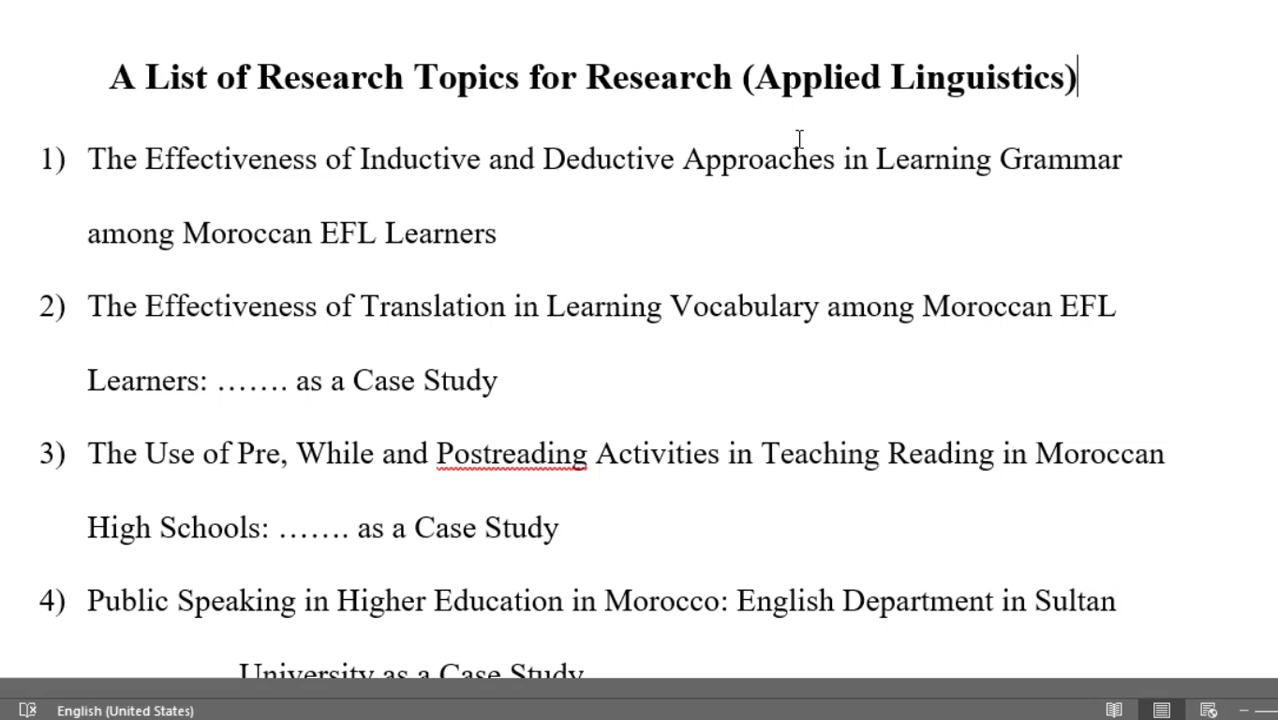 A List of Research Topics for Research (Applied Linguistics)
1) The Effectiveness of Inductive and Deductive Approaches in Learning Grammar
among Moroccan EFL Learners
2) The Effectiveness of Translation in Learning Vocabulary among Moroccan EFL
Learners: ....... as a Case Study
3) The Use of Pre, While and Postreading Activities in Teaching Reading in Moroccan
High Schools: ....... as a Case Study
4) Public Speaking in Higher Education in Morocco: English Department in Sultan
University as a Case Study
English (United States)